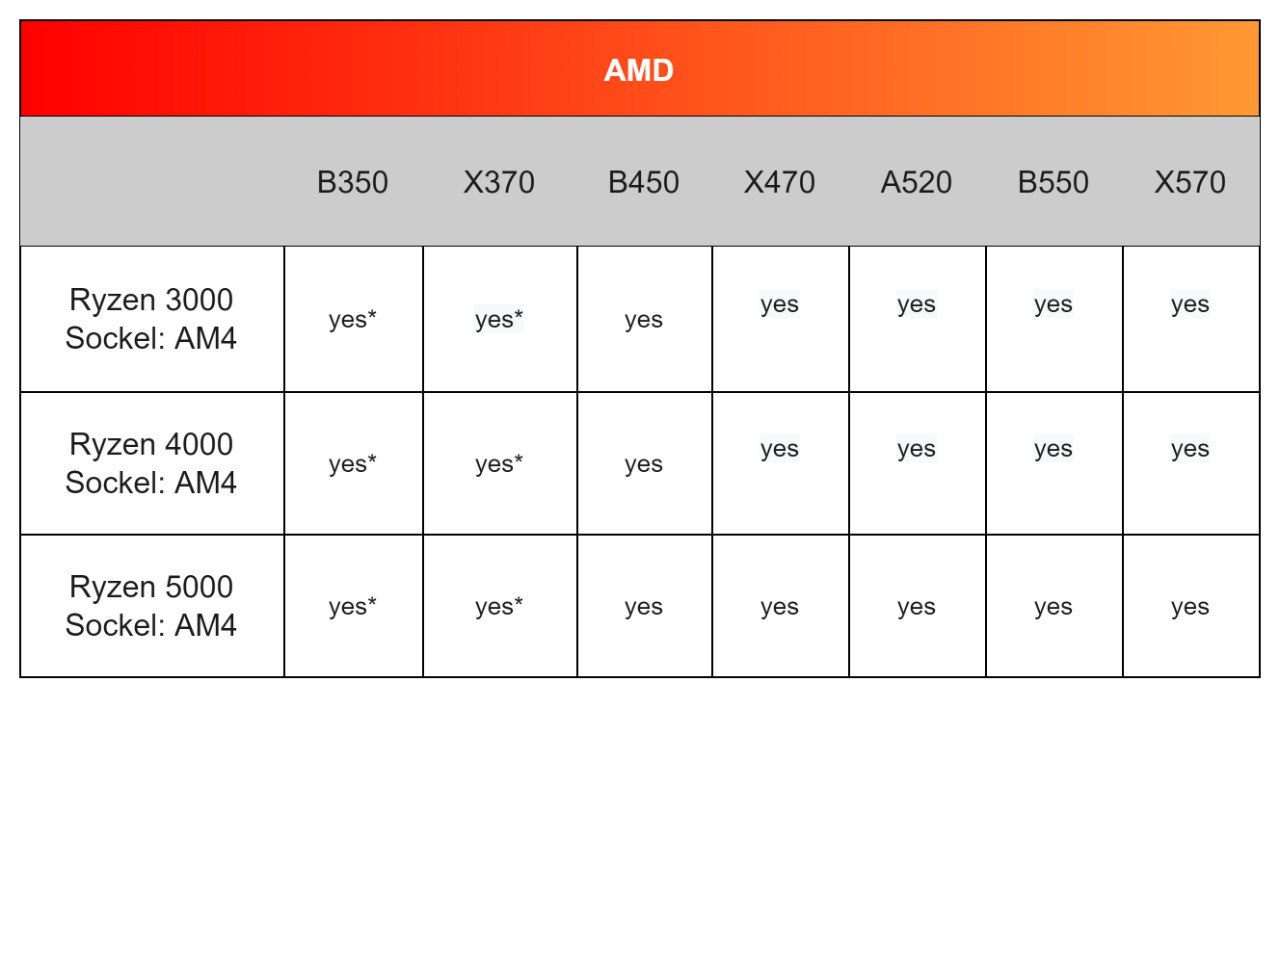 AMD
B350 X370 B450 X470 A520 B550 X570
Ryzen 3000
Sockel: AM4
yes* yes* yes yes yes yes yes
Ryzen 4000
Sockel: AM4
yes* yes* yes yes yes yes yes
Ryzen 5000
Sockel: AM4
yes* yes* yes yes yes yes yes